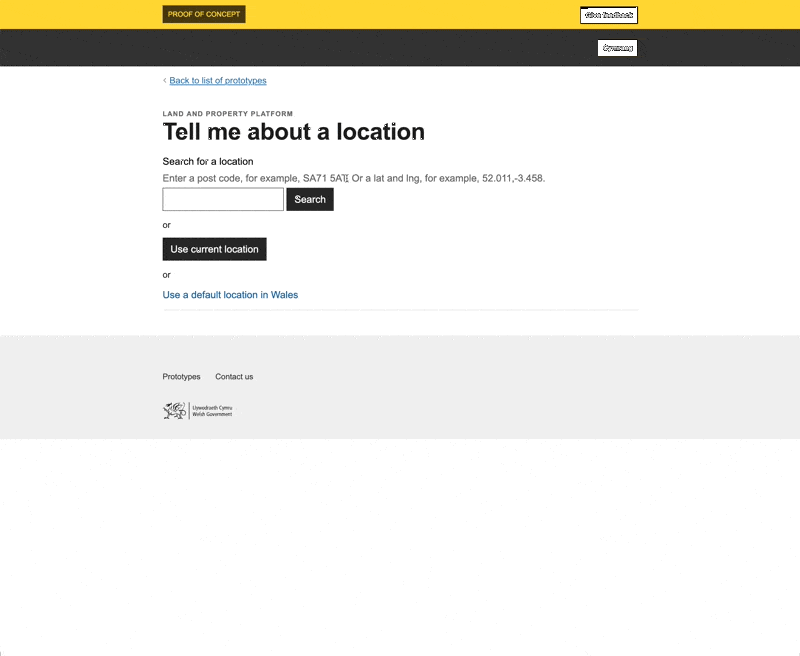 PROOF OF CONCEPT
Give feedback
Cymraeg
‹ Back to list of prototypes
LAND AND PROPERTY PLATFORM
Tell me about a location
Search for a location
Enter a post code, for example, SA71 5AT. Or a lat and lng, for example, 52.011,-3.458.
Search
or
Use current location
or
Use a default location in Wales
Prototypes Contact us
Llywodraeth Cymru
Welsh Government